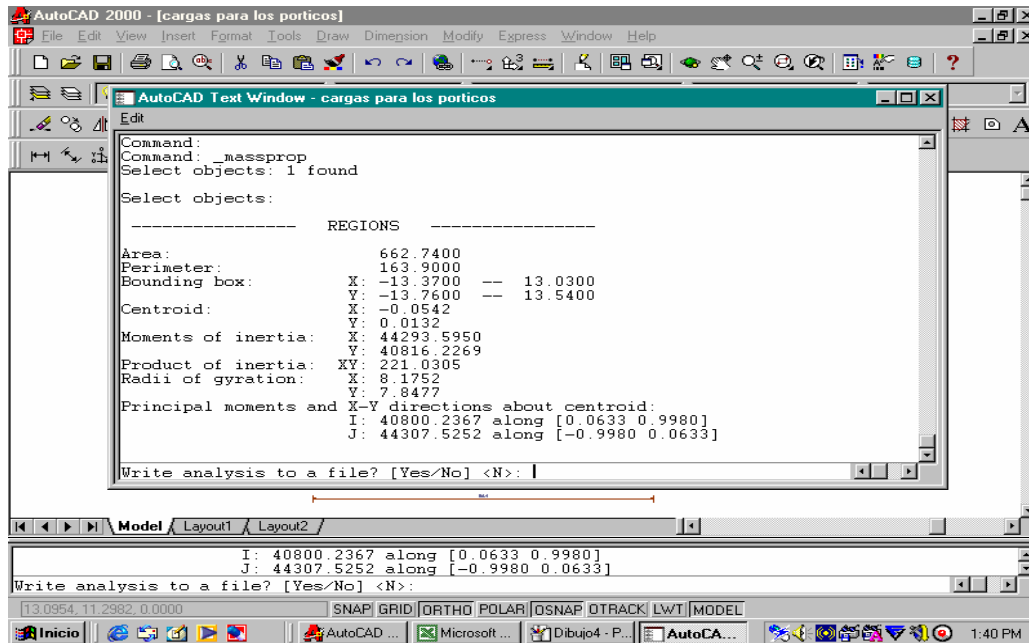 AutoCAD 2000 - [cargas para los porticos]
File Edit View Insert Format Tools Draw Dimension Modify Express Window Help
AutoCAD Text Window - cargas para los porticos
Edit
Command:
Command: _massprop
Select objects: 1 found
Select objects:
---------------- REGIONS ----------------
Area: 662.7400
Perimeter: 163.9000
Bounding box: X: -13.3700 -- 13.0300
Y: -13.7600 -- 13.5400
Centroid: X: -0.0542
Y: 0.0132
Moments of inertia: X: 44293.5950
Y: 40816.2269
Product of inertia: XY: 221.0305
Radii of gyration: X: 8.1752
Y: 7.8477
Principal moments and X-Y directions about centroid:
I: 40800.2367 along [0.0633 0.9980]
J: 44307.5252 along [-0.9980 0.0633]
Write analysis to a file? [Yes/No] <N>:
Model Layout1 Layout2
I: 40800.2367 along [0.0633 0.9980]
J: 44307.5252 along [-0.9980 0.0633]
Write analysis to a file? [Yes/No] <N>:
13.0954, 11.2982, 0.0000 SNAP GRID ORTHO POLAR OSNAP OTRACK LWT MODEL
Inicio AutoCAD ... Microsoft ... Dibujo4 - P... AutoCA... 1:40 PM